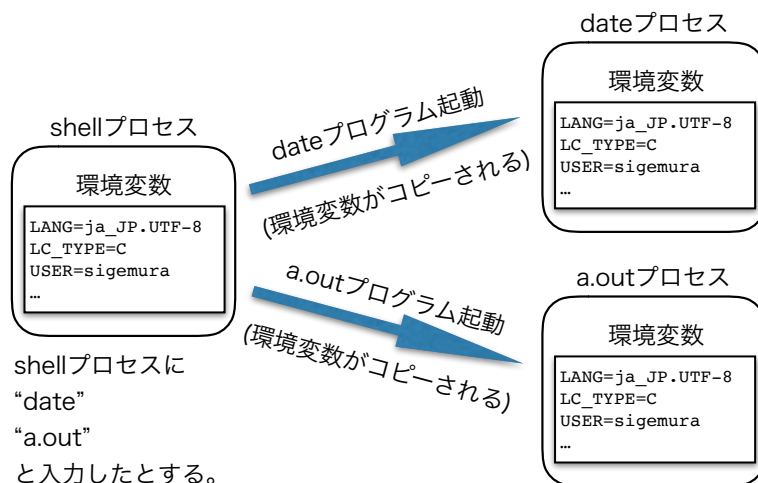 shellプロセス
環境変数
LANG=ja_JP.UTF-8
LC_TYPE=C
USER=sigemura
…
shellプロセスに
“date”
“a.out”
と入力したとする。
dateプログラム起動
(環境変数がコピーされる)
a.outプログラム起動
(環境変数がコピーされる)
dateプロセス
環境変数
LANG=ja_JP.UTF-8
LC_TYPE=C
USER=sigemura
…
a.outプロセス
環境変数
LANG=ja_JP.UTF-8
LC_TYPE=C
USER=sigemura
…